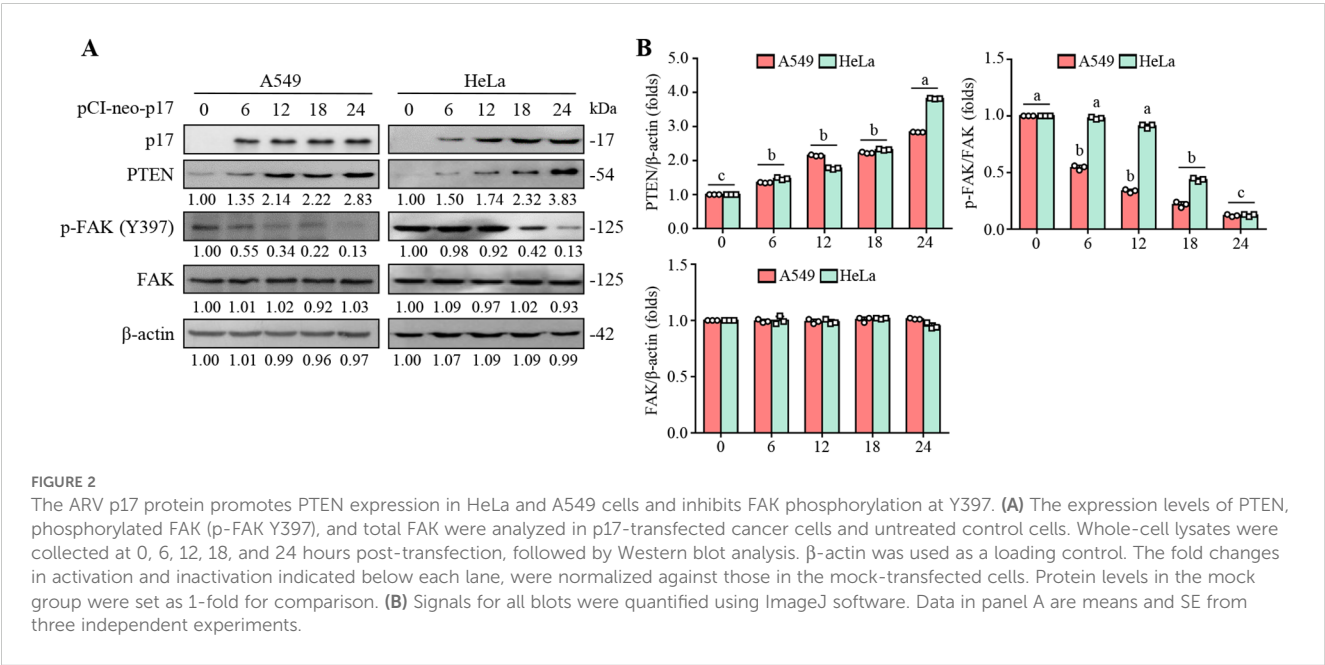 A
A549
HeLa
pCI-neo-p17 0 6 12 18 24 0 6 12 18 24 kDa
p17 -17
PTEN -54
1.00 1.35 2.14 2.22 2.83 1.00 1.50 1.74 2.32 3.83
p-FAK (Y397) -125
1.00 0.55 0.34 0.22 0.13 1.00 0.98 0.92 0.42 0.13
FAK -125
1.00 1.01 1.02 0.92 1.03 1.00 1.09 0.97 1.02 0.93
β-actin -42
1.00 1.01 0.99 0.96 0.97 1.00 1.07 1.09 1.09 0.99
B
PTEN/β-actin (folds)
5.0
4.0
3.0
2.0
1.0
0.0
A549 HeLa
c b b b a
0 6 12 18 24
p-FAK/FAK (folds)
1.5
1.0
0.5
0.0
A549 HeLa
a b a b a b c
0 6 12 18 24
FAK/β-actin (folds)
1.5
1.0
0.5
0.0
A549 HeLa
0 6 12 18 24
FIGURE 2
The ARV p17 protein promotes PTEN expression in HeLa and A549 cells and inhibits FAK phosphorylation at Y397. (A) The expression levels of PTEN,
phosphorylated FAK (p-FAK Y397), and total FAK were analyzed in p17-transfected cancer cells and untreated control cells. Whole-cell lysates were
collected at 0, 6, 12, 18, and 24 hours post-transfection, followed by Western blot analysis. β-actin was used as a loading control. The fold changes
in activation and inactivation indicated below each lane, were normalized against those in the mock-transfected cells. Protein levels in the mock
group were set as 1-fold for comparison. (B) Signals for all blots were quantified using ImageJ software. Data in panel A are means and SE from
three independent experiments.